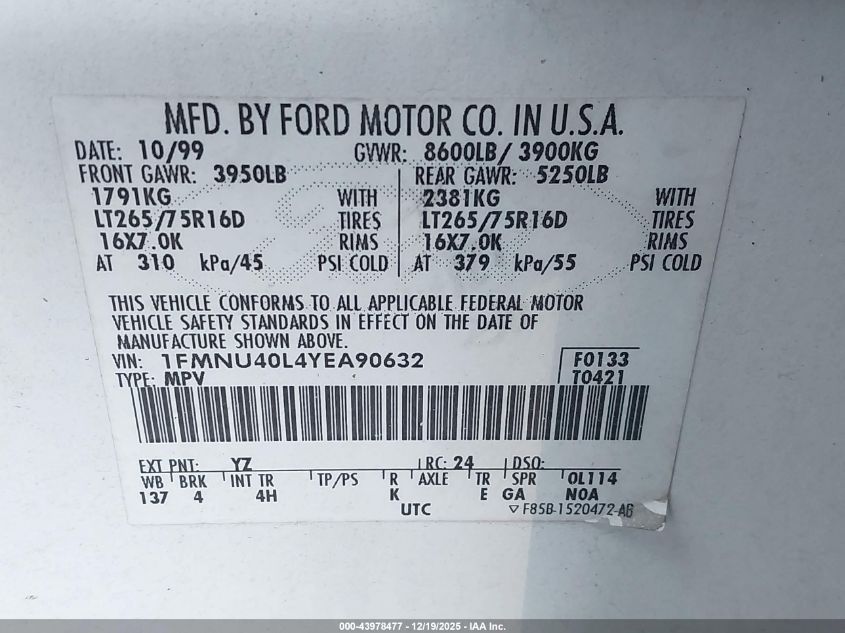 MFD. BY FORD MOTOR CO. IN U.S.A.
DATE: 10/99 GVWR: 8600LB/ 3900KG
FRONT GAWR: 3950LB REAR GAWR: 5250LB
1791KG WITH 2381KG WITH
LT265/75R16D TIRES LT265/75R16D TIRES
16X7.0K RIMS 16X7.0K RIMS
AT 310 kPa/45 PSI COLD AT 379 kPa/55 PSI COLD
THIS VEHICLE CONFORMS TO ALL APPLICABLE FEDERAL MOTOR
VEHICLE SAFETY STANDARDS IN EFFECT ON THE DATE OF
MANUFACTURE SHOWN ABOVE.
VIN: 1FMNU40L4YEA90632 F0133
TYPE: MPV T0421
EXT PNT: YZ RC: 24 DSO:
WB BRK INT TR TP/PS R AXLE TR SPR OL114
137 4 4H K E GA NOA
UTC ▽ F85B-1520472-AB
000-43978477 - 12/19/2025 - IAA Inc.